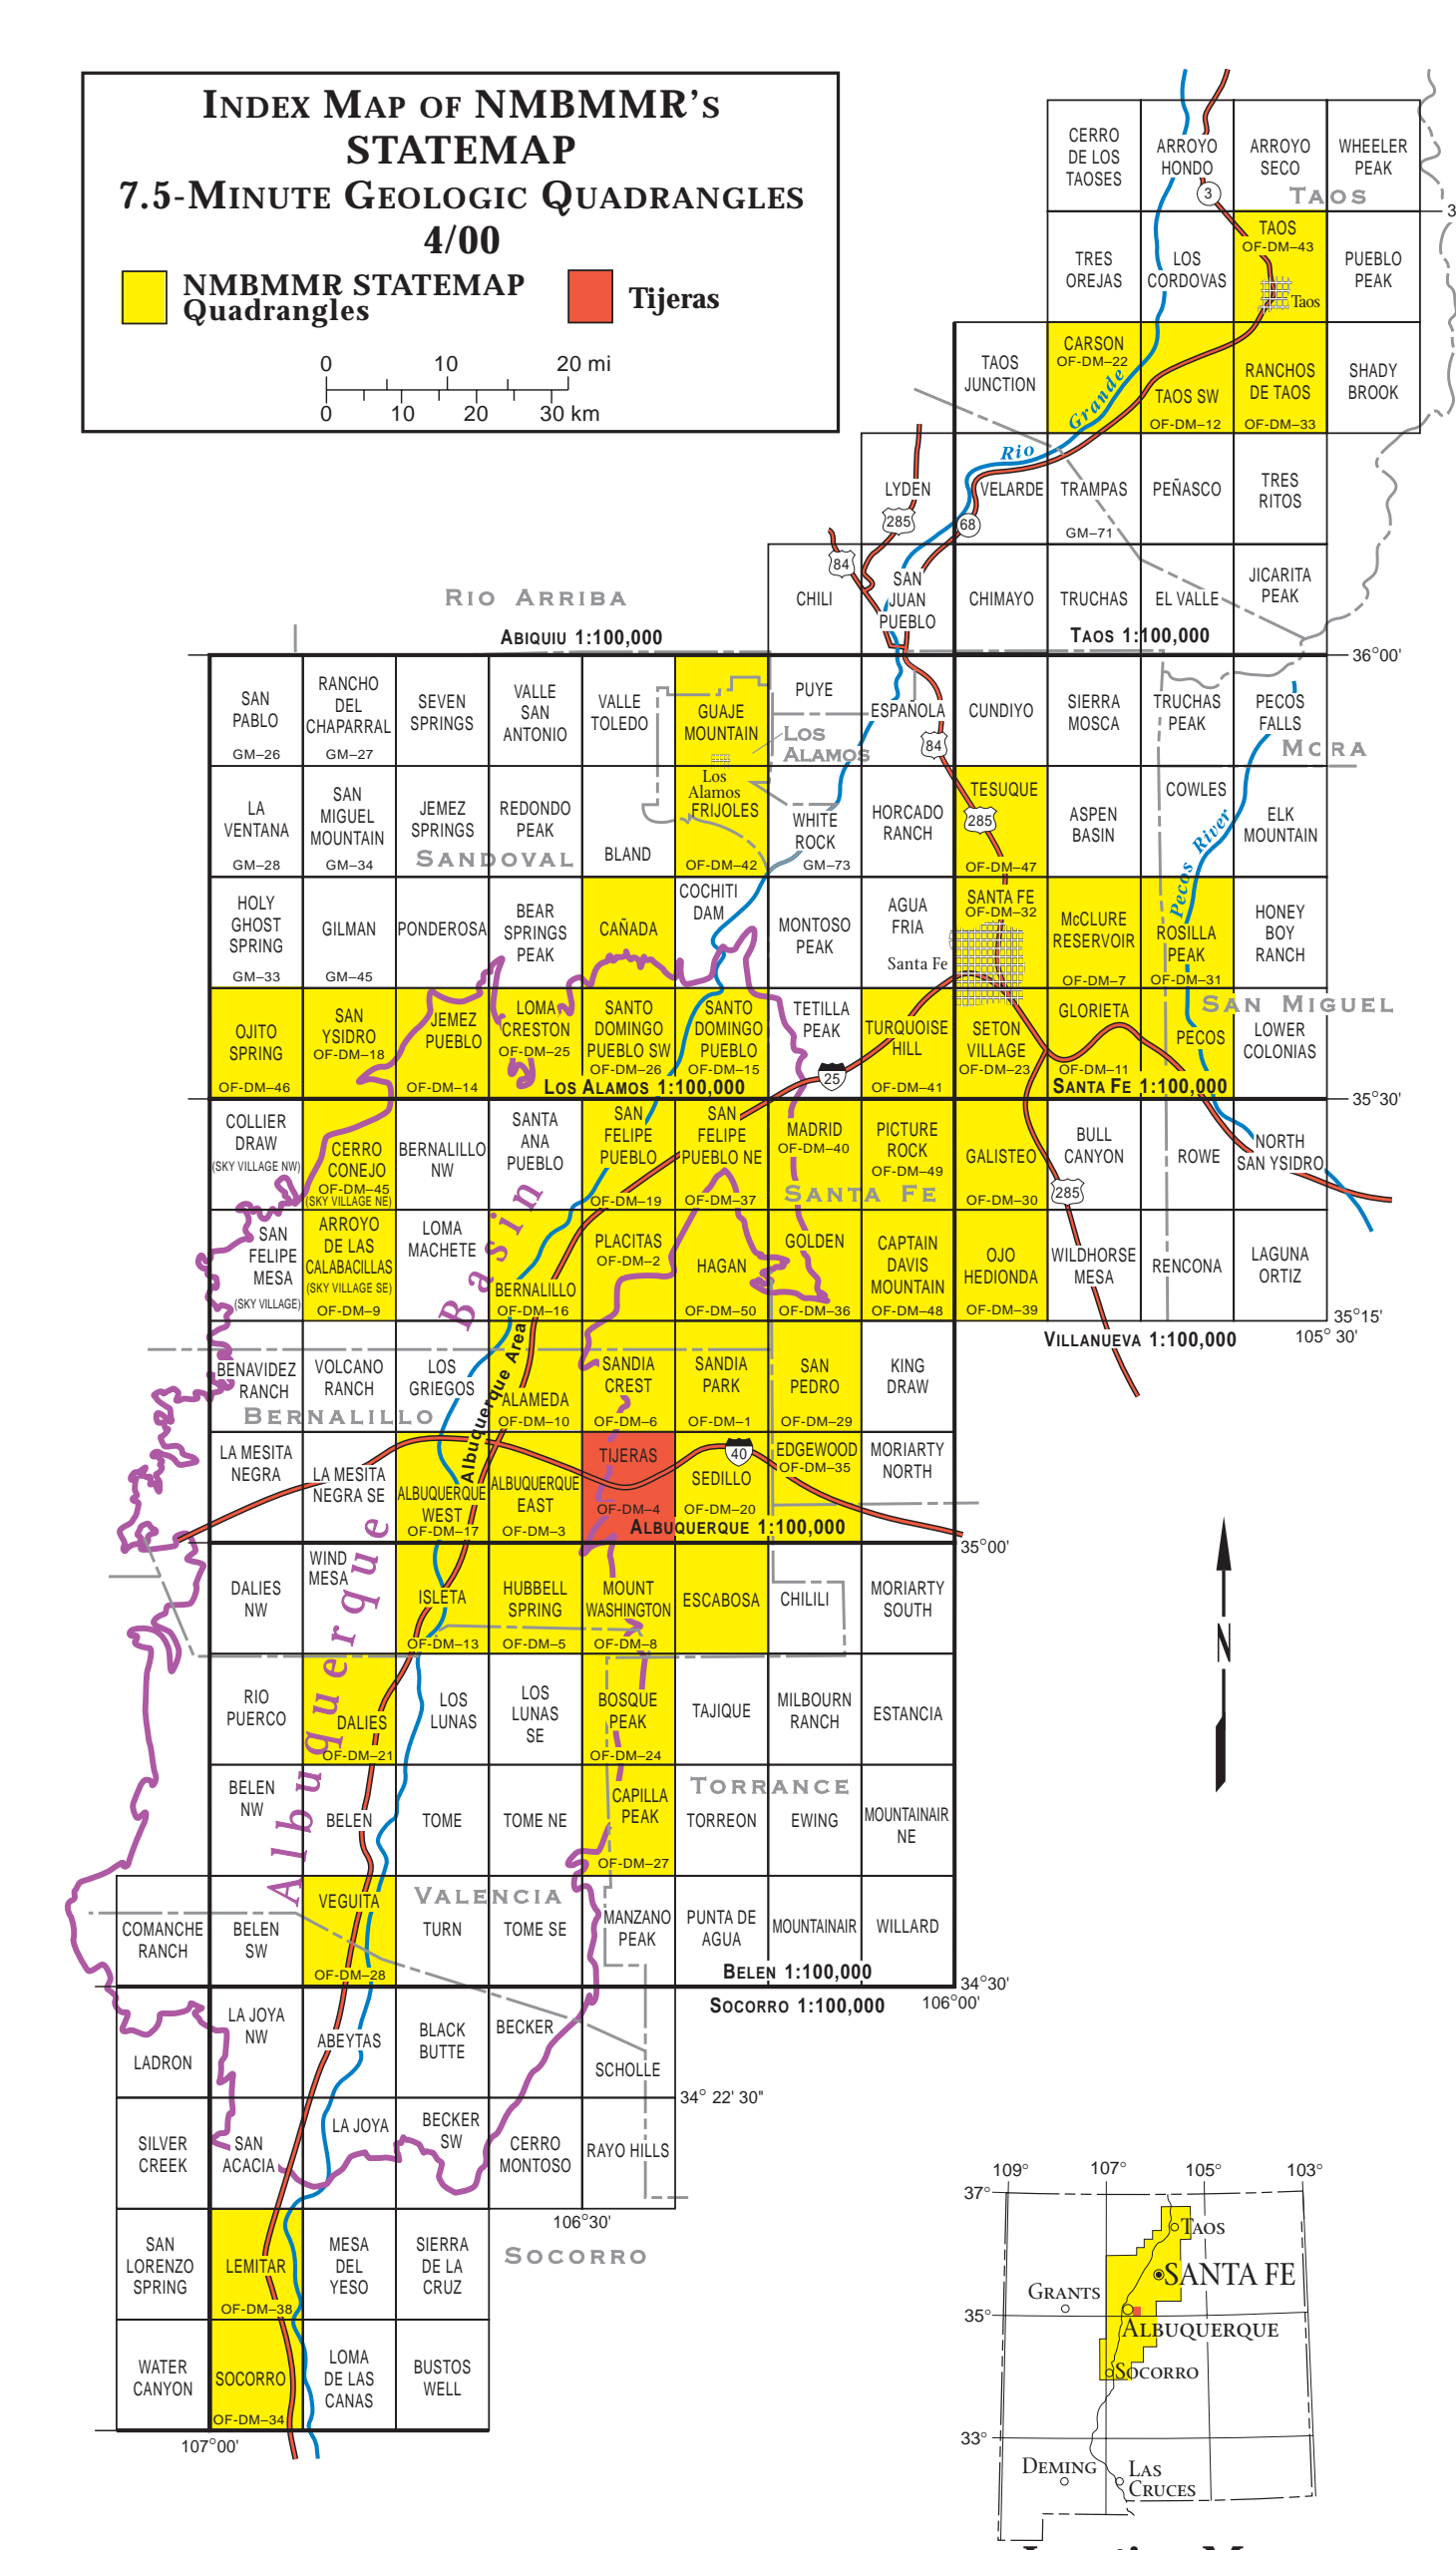 INDEX MAP OF NMBMMR'S
STATEMAP
7.5-MINUTE GEOLOGIC QUADRANGLES
4/00
NMBMMR STATEMAP
Quadrangles
Tijeras
0 10 20 mi
0 10 20 30 km
CERRO
DE LOS
TAOSES
ARROYO
HONDO
ARROYO
SECO
WHEELER
PEAK
3
TAOS
TRES
OREJAS
LOS
CORDOVAS
TAOS
OF-DM-43
Taos
PUEBLO
PEAK
TAOS
JUNCTION
CARSON
OF-DM-22
TAOS SW
OF-DM-12
RANCHOS
DE TAOS
OF-DM-33
SHADY
BROOK
Rio Grande
LYDEN
285
VELARDE
68
TRAMPAS
GM-71
PEÑASCO
TRES
RITOS
84
CHILI
SAN
JUAN
PUEBLO
CHIMAYO
TRUCHAS
EL VALLE
JICARITA
PEAK
RIO ARRIBA
ABIQUIU 1:100,000
TAOS 1:100,000
36°00'
SAN
PABLO
GM-26
RANCHO
DEL
CHAPARRAL
GM-27
SEVEN
SPRINGS
VALLE
SAN
ANTONIO
VALLE
TOLEDO
GUAJE
MOUNTAIN
PUYE
LOS
ALAMOS
ESPAÑOLA
84
CUNDIYO
SIERRA
MOSCA
TRUCHAS
PEAK
PECOS
FALLS
MORA
LA
VENTANA
GM-28
SAN
MIGUEL
MOUNTAIN
GM-34
JEMEZ
SPRINGS
REDONDO
PEAK
BLAND
Los
Alamos
FRIJOLES
OF-DM-42
WHITE
ROCK
GM-73
HORCADO
RANCH
TESUQUE
285
OF-DM-47
ASPEN
BASIN
COWLES
ELK
MOUNTAIN
Pecos River
SANDOVAL
HOLY
GHOST
SPRING
GM-33
GILMAN
GM-45
PONDEROSA
BEAR
SPRINGS
PEAK
CAÑADA
COCHITI
DAM
MONTOSO
PEAK
AGUA
FRIA
Santa Fe
SANTA FE
OF-DM-32
McCLURE
RESERVOIR
OF-DM-7
ROSILLA
PEAK
OF-DM-31
HONEY
BOY
RANCH
SAN MIGUEL
OJITO
SPRING
OF-DM-46
SAN
YSIDRO
OF-DM-18
JEMEZ
PUEBLO
OF-DM-14
LOMA
CRESTON
OF-DM-25
SANTO
DOMINGO
PUEBLO SW
OF-DM-26
SANTO
DOMINGO
PUEBLO
OF-DM-15
TETILLA
PEAK
25
TURQUOISE
HILL
OF-DM-41
SETON
VILLAGE
OF-DM-23
GLORIETA
OF-DM-11
PECOS
LOWER
COLONIAS
LOS ALAMOS 1:100,000
SANTA FE 1:100,000
35°30'
COLLIER
DRAW
(SKY VILLAGE NW)
CERRO
CONEJO
OF-DM-45
(SKY VILLAGE NE)
BERNALILLO
NW
SANTA
ANA
PUEBLO
SAN
FELIPE
PUEBLO
OF-DM-19
SAN
FELIPE
PUEBLO NE
OF-DM-37
MADRID
OF-DM-40
PICTURE
ROCK
OF-DM-49
GALISTEO
OF-DM-30
BULL
CANYON
285
ROWE
NORTH
SAN YSIDRO
SANTA FE
SAN
FELIPE
MESA
(SKY VILLAGE)
ARROYO
DE LAS
CALABACILLAS
(SKY VILLAGE SE)
OF-DM-9
LOMA
MACHETE
BERNALILLO
OF-DM-16
PLACITAS
OF-DM-2
HAGAN
OF-DM-50
GOLDEN
OF-DM-36
CAPTAIN
DAVIS
MOUNTAIN
OF-DM-48
OJO
HEDIONDA
OF-DM-39
WILDHORSE
MESA
RENCONA
LAGUNA
ORTIZ
35°15'
105° 30'
VILLANUEVA 1:100,000
BENAVIDEZ
RANCH
VOLCANO
RANCH
LOS
GRIEGOS
ALAMEDA
OF-DM-10
SANDIA
CREST
OF-DM-6
SANDIA
PARK
OF-DM-1
SAN
PEDRO
OF-DM-29
KING
DRAW
BERNALILLO
Albuquerque Area
Albuquerque Basin
LA MESITA
NEGRA
LA MESITA
NEGRA SE
ALBUQUERQUE
WEST
OF-DM-17
ALBUQUERQUE
EAST
OF-DM-3
TIJERAS
OF-DM-4
40
SEDILLO
OF-DM-20
EDGEWOOD
OF-DM-35
MORIARTY
NORTH
ALBUQUERQUE 1:100,000
35°00'
DALIES
NW
WIND
MESA
ISLETA
OF-DM-13
HUBBELL
SPRING
OF-DM-5
MOUNT
WASHINGTON
OF-DM-8
ESCABOSA
CHILILI
MORIARTY
SOUTH
N
RIO
PUERCO
DALIES
OF-DM-21
LOS
LUNAS
LOS
LUNAS
SE
BOSQUE
PEAK
OF-DM-24
TAJIQUE
MILBOURN
RANCH
ESTANCIA
TORRANCE
BELEN
NW
BELEN
TOME
TOME NE
CAPILLA
PEAK
OF-DM-27
TORREON
EWING
MOUNTAINAIR
NE
VALENCIA
COMANCHE
RANCH
BELEN
SW
VEGUITA
OF-DM-28
TURN
TOME SE
MANZANO
PEAK
PUNTA DE
AGUA
MOUNTAINAIR
WILLARD
BELEN 1:100,000
34°30'
SOCORRO 1:100,000
106°00'
LADRON
LA JOYA
NW
ABEYTAS
BLACK
BUTTE
BECKER
SCHOLLE
34° 22' 30"
SILVER
CREEK
SAN
ACACIA
LA JOYA
BECKER
SW
CERRO
MONTOSO
RAYO HILLS
106°30'
SOCORRO
SAN
LORENZO
SPRING
LEMITAR
OF-DM-38
MESA
DEL
YESO
SIERRA
DE LA
CRUZ
WATER
CANYON
SOCORRO
OF-DM-34
LOMA
DE LAS
CANAS
BUSTOS
WELL
107°00'
109° 107° 105° 103°
37°
TAOS
SANTA FE
GRANTS
35°
ALBUQUERQUE
SOCORRO
33°
DEMING
LAS
CRUCES